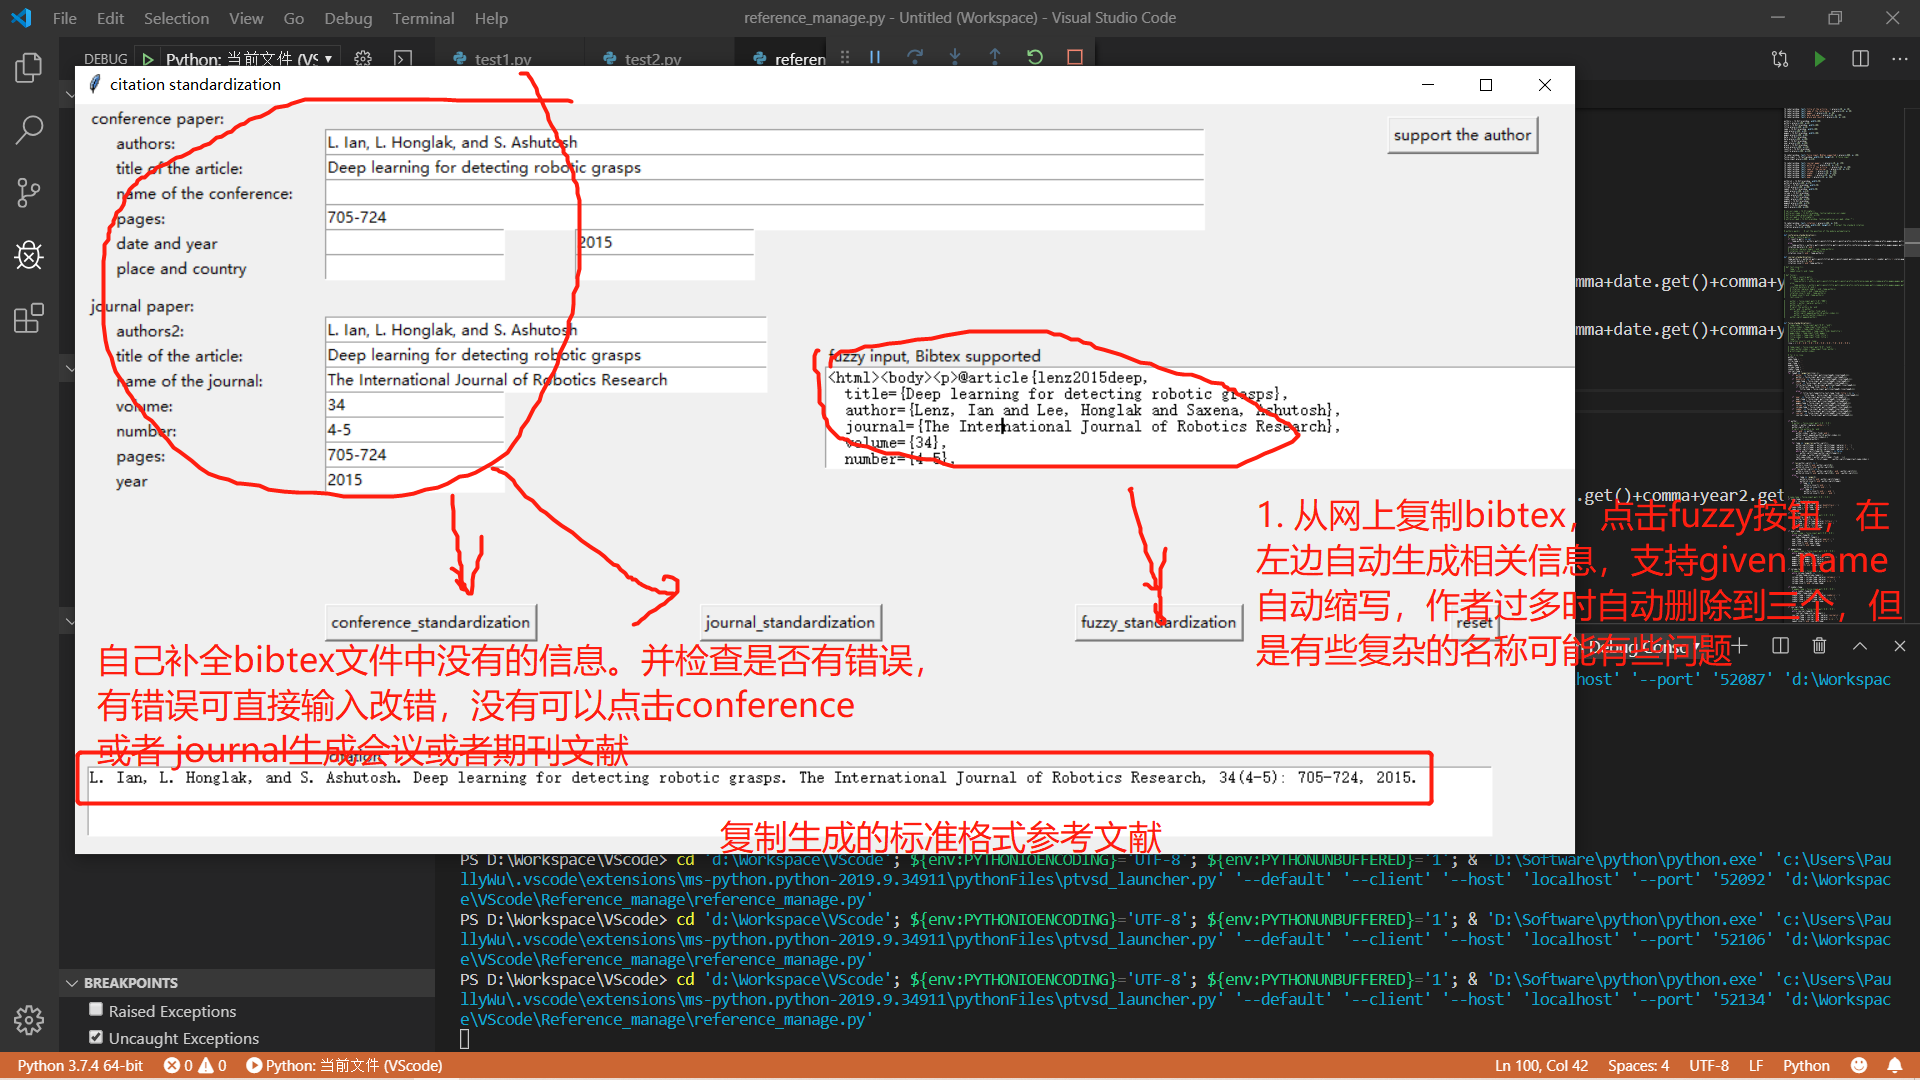 File Edit Selection View Go Debug Terminal Help
reference_manage.py - Untitled (Workspace) - Visual Studio Code
DEBUG Python: 当前文件 (VS
test1.py test2.py referen
citation standardization
conference paper:
authors: L. Ian, L. Honglak, and S. Ashutosh
support the author
title of the article: Deep learning for detecting robotic grasps
name of the conference:
pages: 705-724
date and year 2015
place and country
journal paper:
authors2: L. Ian, L. Honglak, and S. Ashutosh
title of the article: Deep learning for detecting robotic grasps
name of the journal: The International Journal of Robotics Research
volume: 34
number: 4-5
pages: 705-724
year 2015
fuzzy input, Bibtex supported
<html><body><p>@article{lenz2015deep,
title={Deep learning for detecting robotic grasps},
author={Lenz, Ian and Lee, Honglak and Saxena, Ashutosh},
journal={The International Journal of Robotics Research},
volume={34},
number={4-5},
mma+date.get()+comma+y
mma+date.get()+comma+y
.get()+comma+year2.get
1. 从网上复制bibtex，点击fuzzy按钮，在
左边自动生成相关信息，支持given name
自动缩写，作者过多时自动删除到三个，但
是有些复杂的名称可能有些问题
conference_standardization journal_standardization fuzzy_standardization reset
自己补全bibtex文件中没有的信息。并检查是否有错误，
有错误可直接输入改错，没有可以点击conference
或者 journal生成会议或者期刊文献
citation
L. Ian, L. Honglak, and S. Ashutosh. Deep learning for detecting robotic grasps. The International Journal of Robotics Research, 34(4-5): 705-724, 2015.
复制生成的标准格式参考文献
Debug Consc
host' '--port' '52087' 'd:\Workspac
PS D:\Workspace\VScode> cd 'd:\Workspace\VScode'; ${env:PYTHONIOENCODING}='UTF-8'; ${env:PYTHONUNBUFFERED}='1'; & 'D:\Software\python\python.exe' 'c:\Users\Pau
llyWu\.vscode\extensions\ms-python.python-2019.9.34911\pythonFiles\ptvsd_launcher.py' '--default' '--client' '--host' 'localhost' '--port' '52092' 'd:\Workspac
e\VScode\Reference_manage\reference_manage.py'
PS D:\Workspace\VScode> cd 'd:\Workspace\VScode'; ${env:PYTHONIOENCODING}='UTF-8'; ${env:PYTHONUNBUFFERED}='1'; & 'D:\Software\python\python.exe' 'c:\Users\Pau
llyWu\.vscode\extensions\ms-python.python-2019.9.34911\pythonFiles\ptvsd_launcher.py' '--default' '--client' '--host' 'localhost' '--port' '52106' 'd:\Workspac
e\VScode\Reference_manage\reference_manage.py'
PS D:\Workspace\VScode> cd 'd:\Workspace\VScode'; ${env:PYTHONIOENCODING}='UTF-8'; ${env:PYTHONUNBUFFERED}='1'; & 'D:\Software\python\python.exe' 'c:\Users\Pau
llyWu\.vscode\extensions\ms-python.python-2019.9.34911\pythonFiles\ptvsd_launcher.py' '--default' '--client' '--host' 'localhost' '--port' '52134' 'd:\Workspac
e\VScode\Reference_manage\reference_manage.py'
BREAKPOINTS
Raised Exceptions
Uncaught Exceptions
Python 3.7.4 64-bit 0 0 Python: 当前文件 (VScode) Ln 100, Col 42 Spaces: 4 UTF-8 LF Python